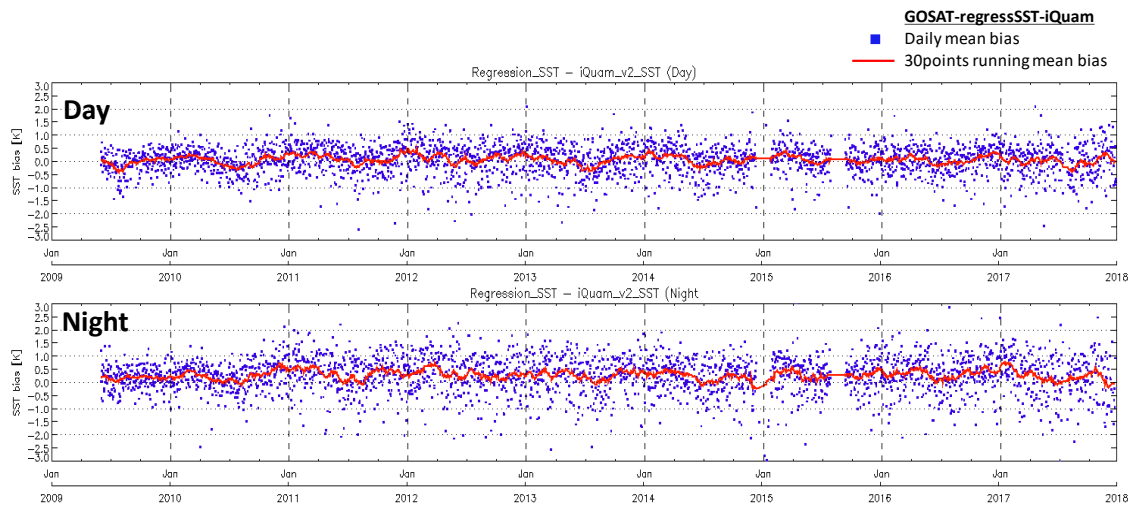 GOSAT-regressSST-iQuam
Daily mean bias
30points running mean bias
Regression_SST − iQuam_v2_SST (Day)
Day
SST bias [K]
3.0
2.5
2.0
1.5
1.0
0.5
0.0
−0.5
−1.0
−1.5
−2.0
−2.5
−3.0
Jan Jan Jan Jan Jan Jan Jan Jan Jan
2009 2010 2011 2012 2013 2014 2015 2016 2017 2018
Regression_SST − iQuam_v2_SST (Night
Night
SST bias [K]
3.0
2.5
2.0
1.5
1.0
0.5
0.0
−0.5
−1.0
−1.5
−2.0
−2.5
−3.0
Jan Jan Jan Jan Jan Jan Jan Jan Jan
2009 2010 2011 2012 2013 2014 2015 2016 2017 2018